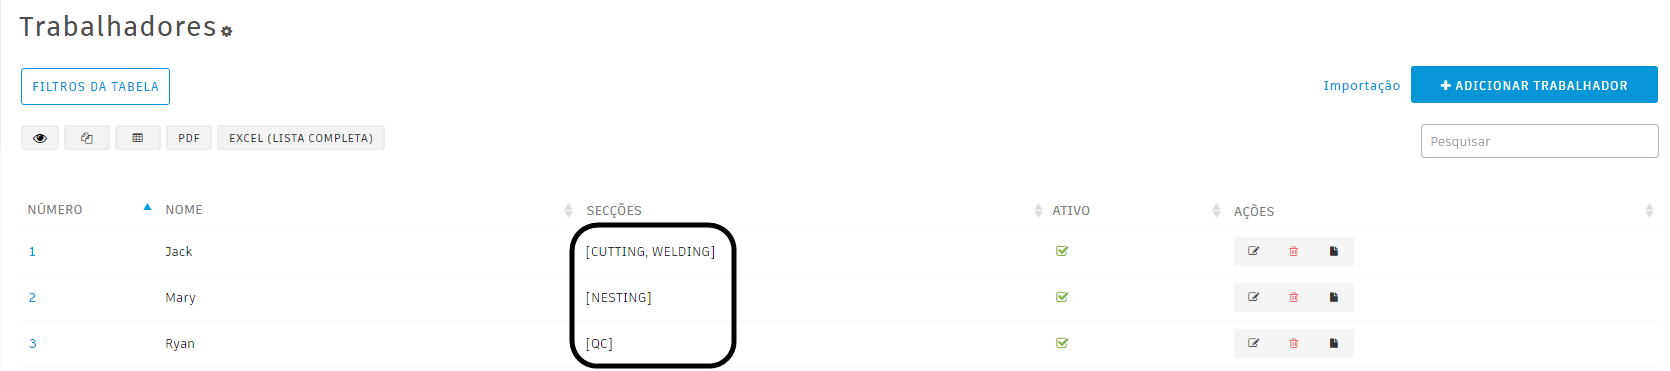 Trabalhadores
FILTROS DA TABELA
Importação
ADICIONAR TRABALHADOR
PDF
EXCEL (LISTA COMPLETA)
Pesquisar
NÚMERO NOME SECÇÕES ATIVO AÇÕES
1 Jack [CUTTING, WELDING]
2 Mary [NESTING]
3 Ryan [QC]